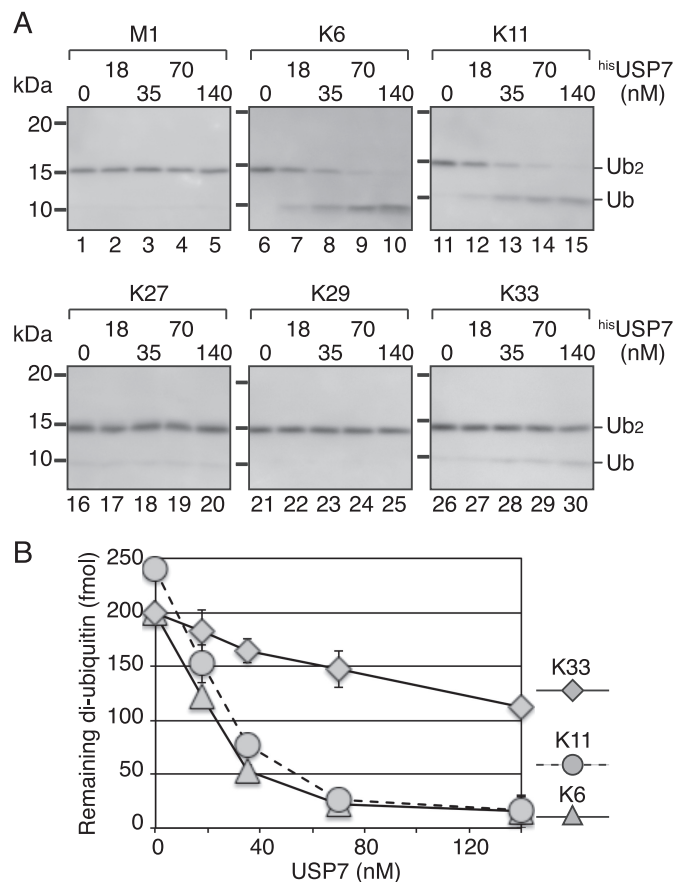 A
M1 K6 K11
18 70 18 70 18 70 hisUSP7
kDa 0 35 140 0 35 140 0 35 140 (nM)
20
15 Ub2
10 Ub
1 2 3 4 5 6 7 8 9 10 11 12 13 14 15
K27 K29 K33
18 70 18 70 18 70 hisUSP7
kDa 0 35 140 0 35 140 0 35 140 (nM)
20
15 Ub2
10 Ub
16 17 18 19 20 21 22 23 24 25 26 27 28 29 30
B
Remaining di-ubiquitin (fmol)
250
200
150
100
50
0
0 40 80 120
USP7 (nM)
K33
K11
K6